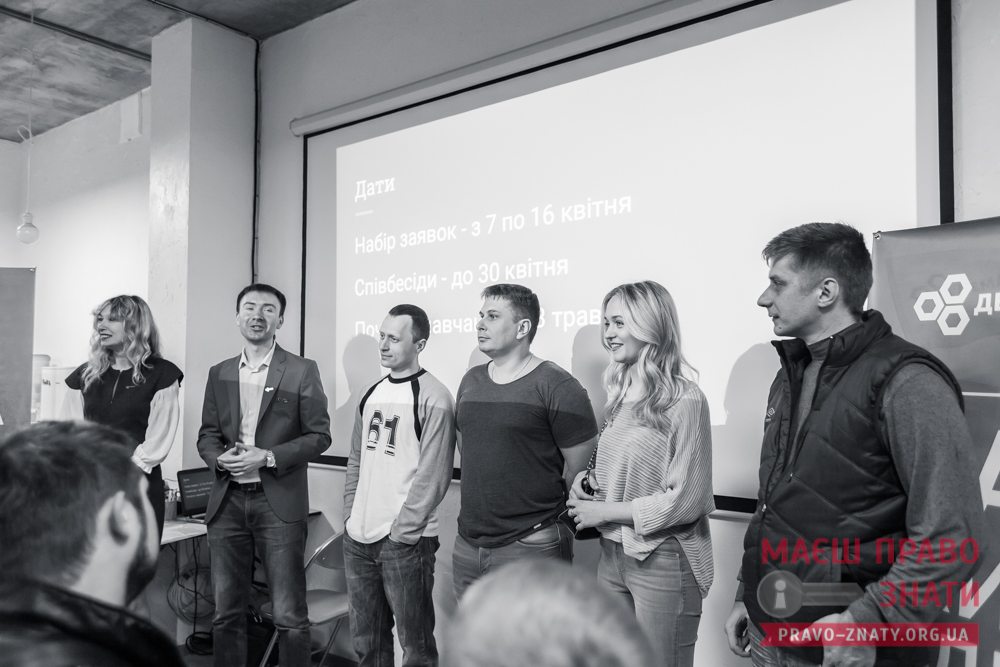 Дати
Набір заявок - з 7 по 16 квітня
Співбесіди - до 30 квітня
61
МАЄШ ПРАВО
ЗНАТИ
PRAVO-ZNATY.ORG.UA